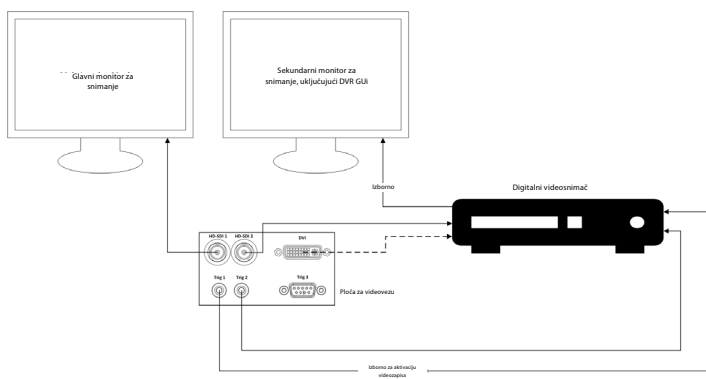 Glavni monitor za
snimanje
Sekundarni monitor za
snimanje, uključujući DVR GUi
Izborno
Digitalni videosnimač
HD-SDI 1 HD-SDI 2 DVI
Trig 1 Trig 2 Trig 3
Ploča za videovezu
Izborno za aktivaciju
videozapisa